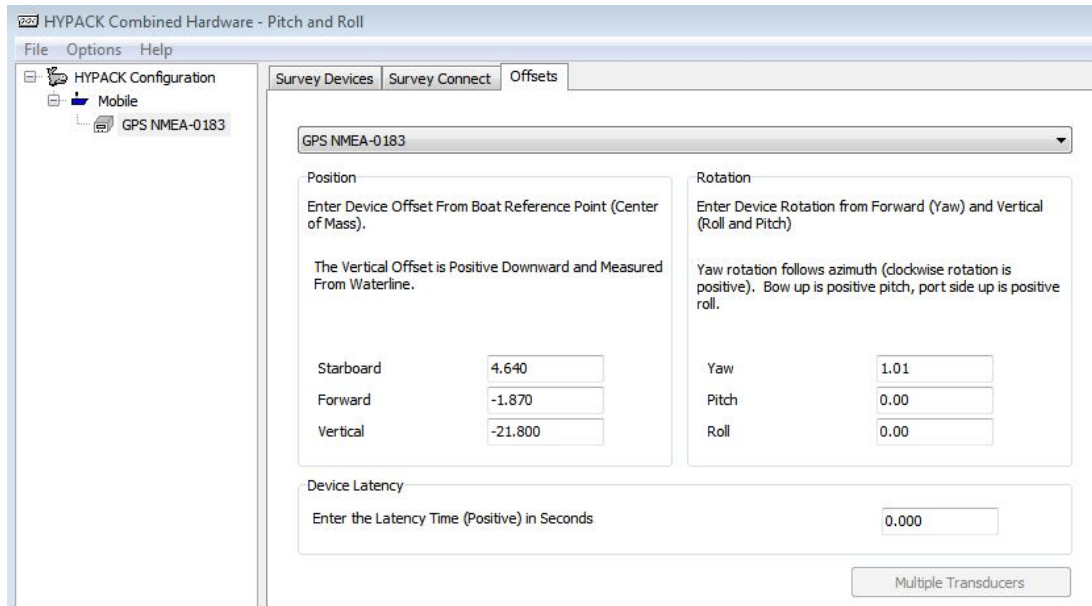 HYPACK Combined Hardware - Pitch and Roll
File Options Help
HYPACK Configuration
Mobile
GPS NMEA-0183
Survey Devices Survey Connect Offsets
GPS NMEA-0183
Position
Enter Device Offset From Boat Reference Point (Center
of Mass).
The Vertical Offset is Positive Downward and Measured
From Waterline.
Starboard 4.640
Forward -1.870
Vertical -21.800
Rotation
Enter Device Rotation from Forward (Yaw) and Vertical
(Roll and Pitch)
Yaw rotation follows azimuth (clockwise rotation is
positive). Bow up is positive pitch, port side up is positive
roll.
Yaw 1.01
Pitch 0.00
Roll 0.00
Device Latency
Enter the Latency Time (Positive) in Seconds 0.000
Multiple Transducers